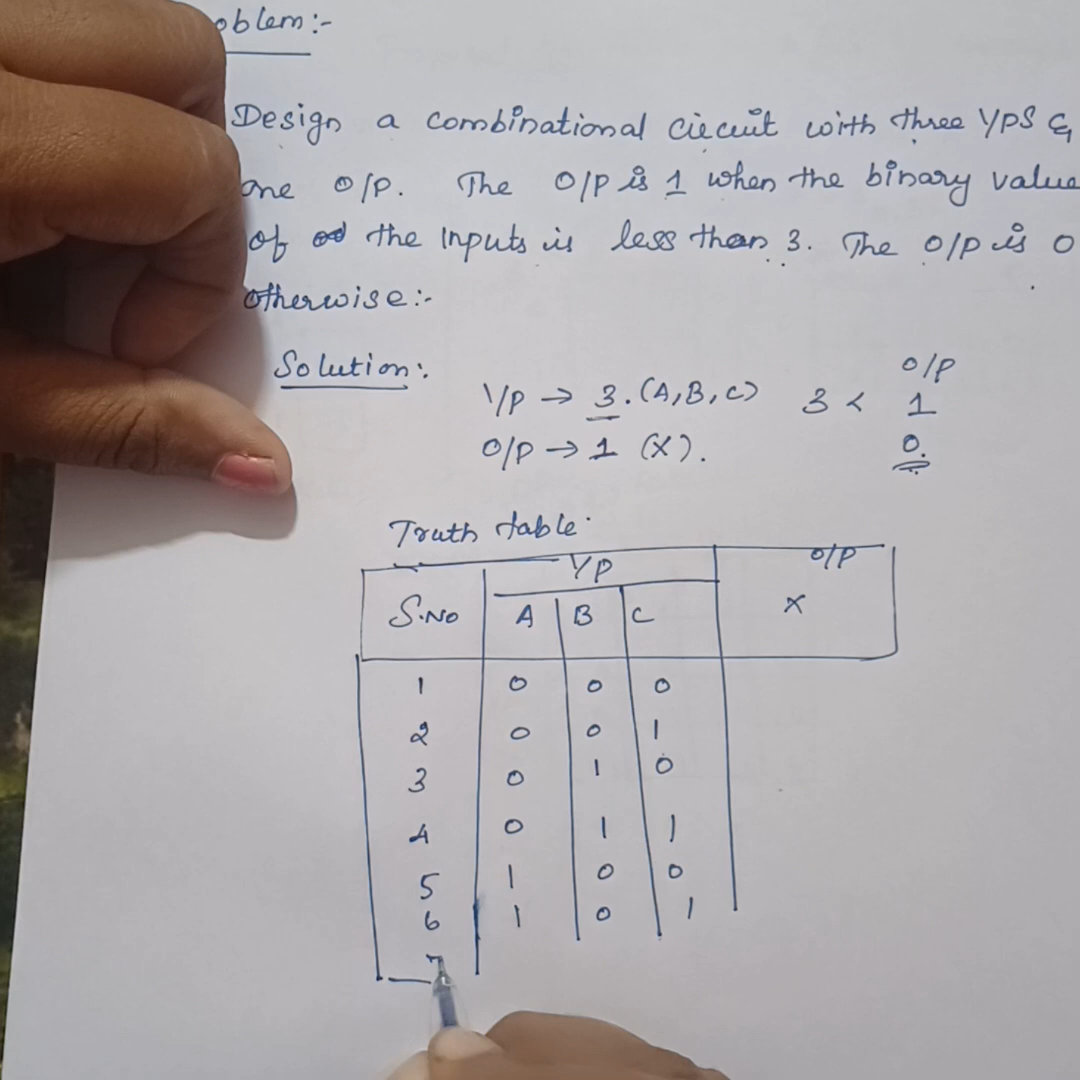 oblem:-
Design a combinational circuit with three I/PS &
one O/P. The O/P is 1 when the binary value
of the Inputs is less than 3. The O/P is 0
otherwise:-
Solution:
I/P → 3. (A, B, C) 3 < O/P 1
O/P → 1 (X). 0.
Truth table:
I/P O/P
S.No A B C X
1 0 0 0
2 0 0 1
3 0 1 0
4 0 1 1
5 1 0 0
6 1 0 1